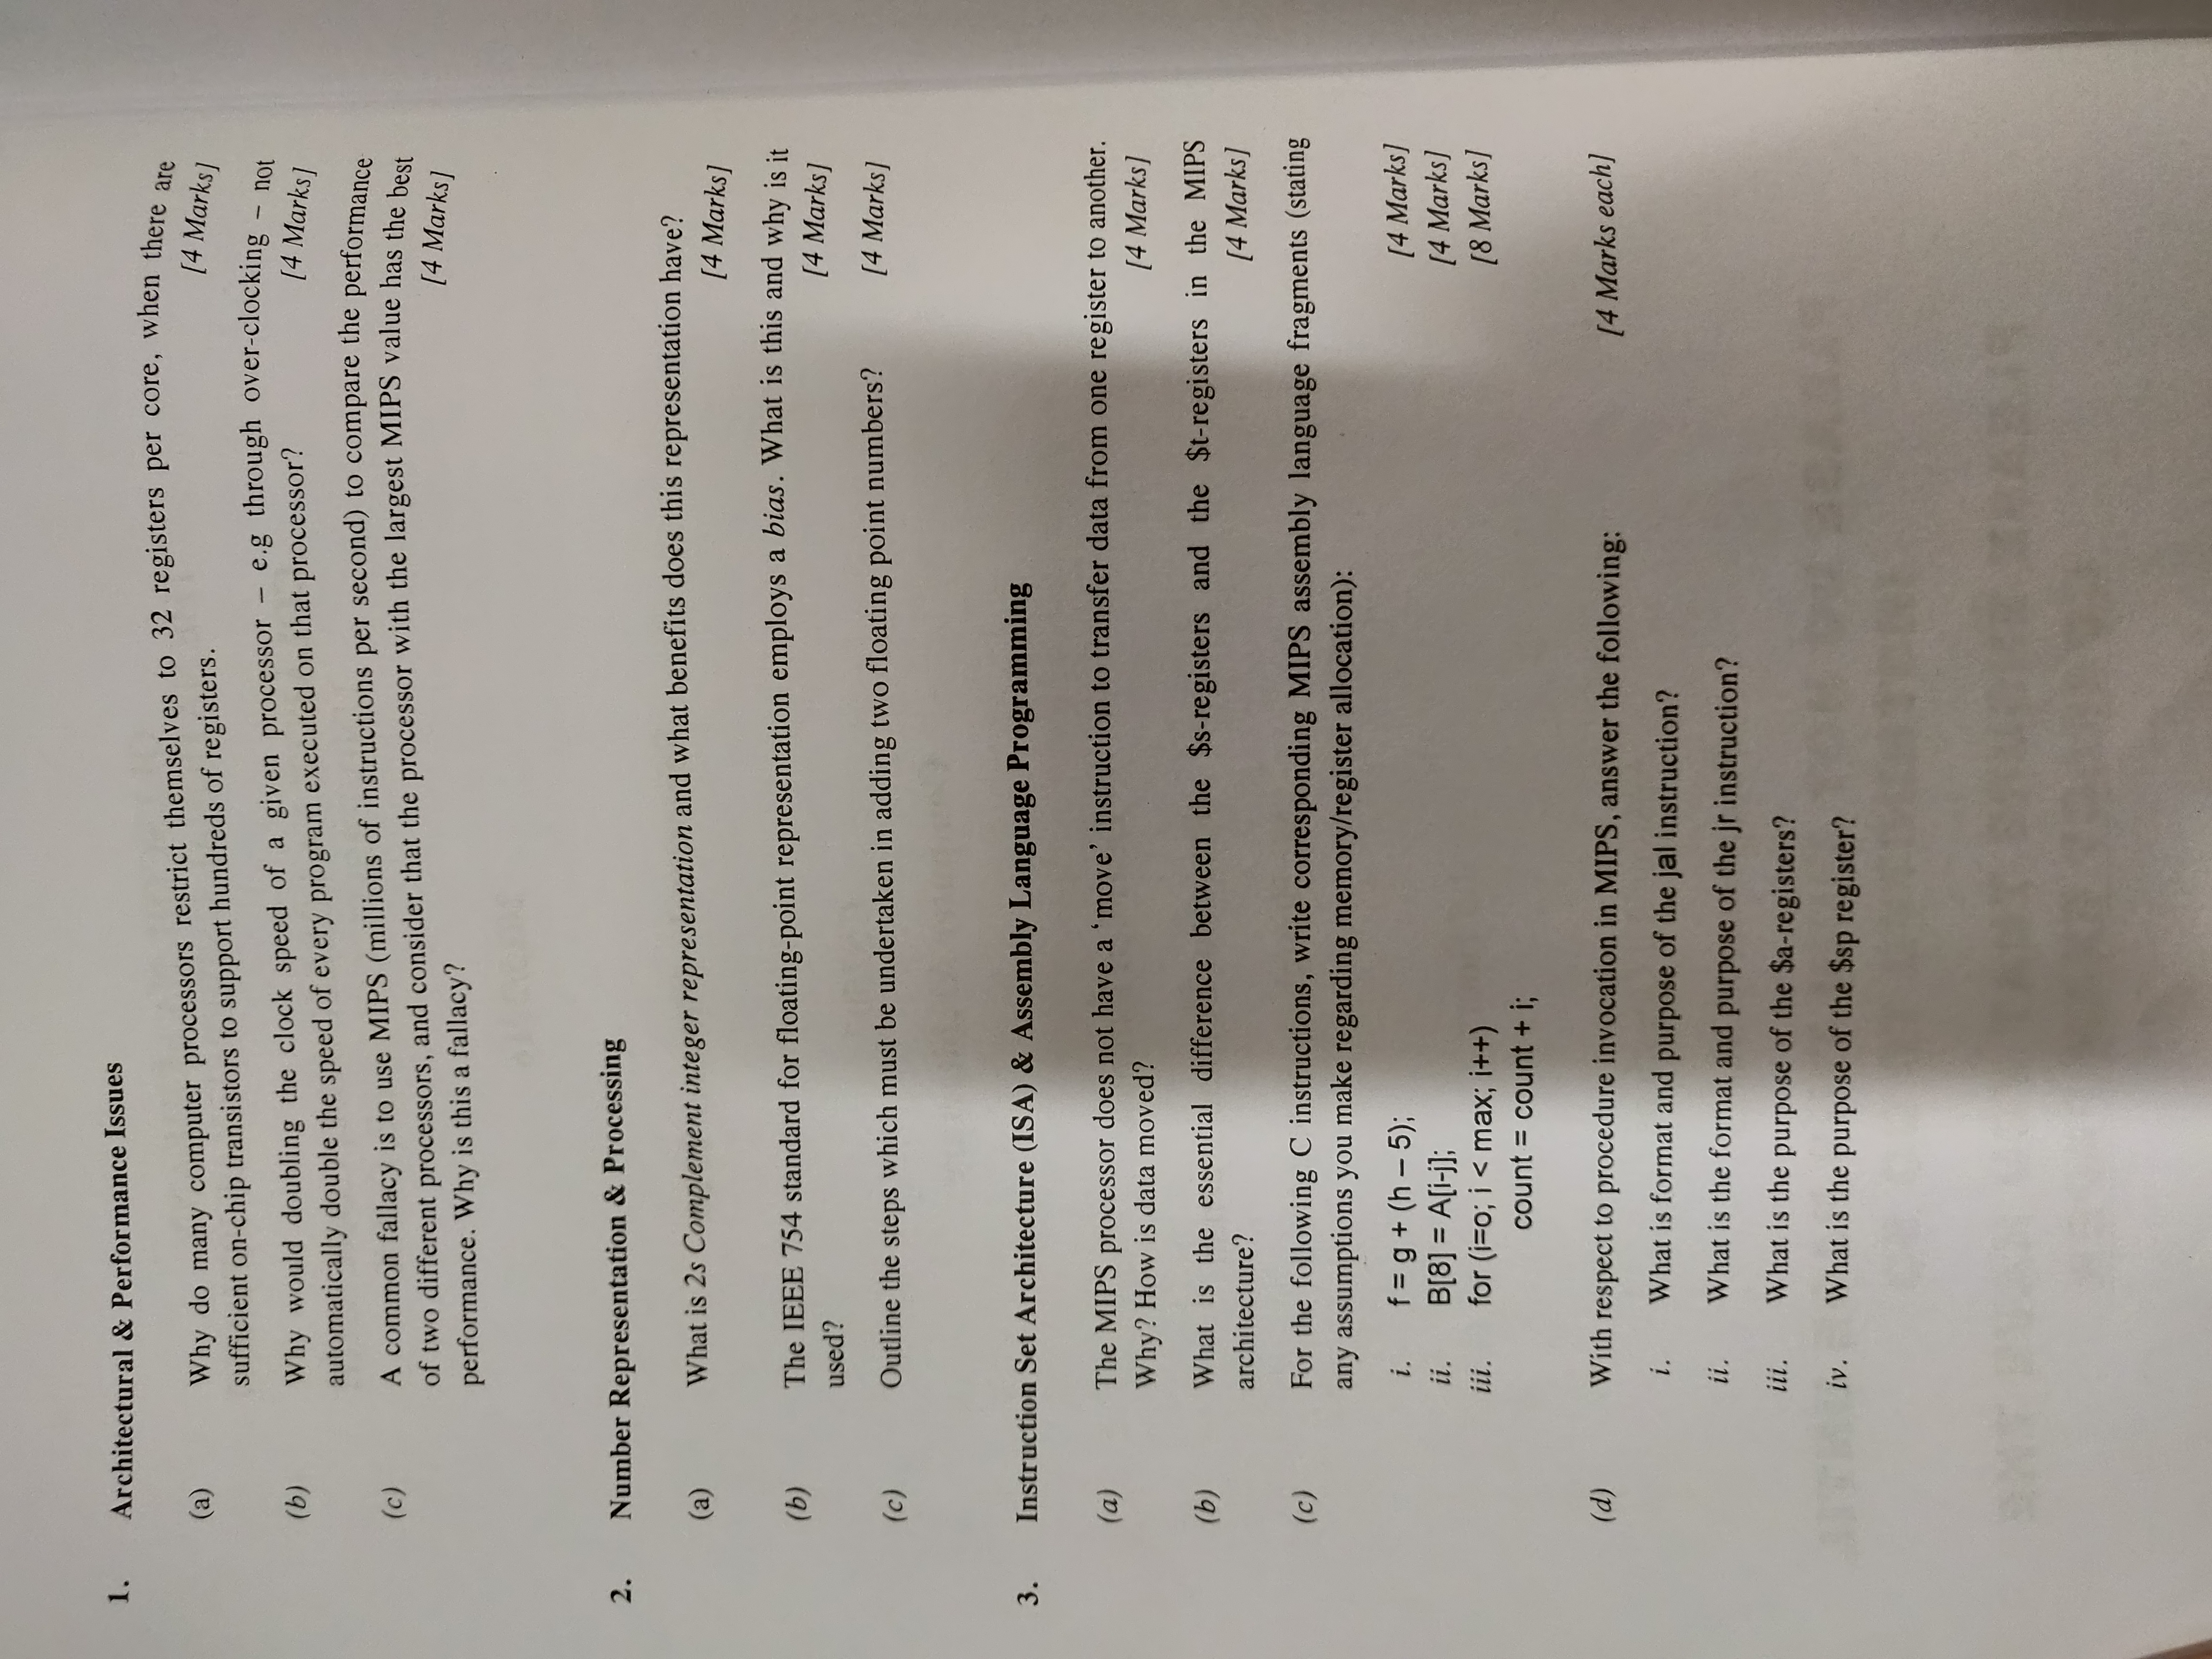 1. Architectural & Performance Issues
(a) Why do many computer processors restrict themselves to 32 registers per core, when there are
sufficient on-chip transistors to support hundreds of registers. [4 Marks]
(b) Why would doubling the clock speed of a given processor – e.g through over-clocking – not
automatically double the speed of every program executed on that processor? [4 Marks]
(c) A common fallacy is to use MIPS (millions of instructions per second) to compare the performance
of two different processors, and consider that the processor with the largest MIPS value has the best
performance. Why is this a fallacy? [4 Marks]
2. Number Representation & Processing
(a) What is 2s Complement integer representation and what benefits does this representation have?
[4 Marks]
(b) The IEEE 754 standard for floating-point representation employs a bias. What is this and why is it
used? [4 Marks]
(c) Outline the steps which must be undertaken in adding two floating point numbers? [4 Marks]
3. Instruction Set Architecture (ISA) & Assembly Language Programming
(a) The MIPS processor does not have a ‘move’ instruction to transfer data from one register to another.
Why? How is data moved? [4 Marks]
(b) What is the essential difference between the $s-registers and the $t-registers in the MIPS
architecture? [4 Marks]
(c) For the following C instructions, write corresponding MIPS assembly language fragments (stating
any assumptions you make regarding memory/register allocation):
i. f = g + (h – 5); [4 Marks]
ii. B[8] = A[i-j]; [4 Marks]
iii. for (i=o; i < max; i++) [8 Marks]
count = count + i;
(d) With respect to procedure invocation in MIPS, answer the following: [4 Marks each]
i. What is format and purpose of the jal instruction?
ii. What is the format and purpose of the jr instruction?
iii. What is the purpose of the $a-registers?
iv. What is the purpose of the $sp register?